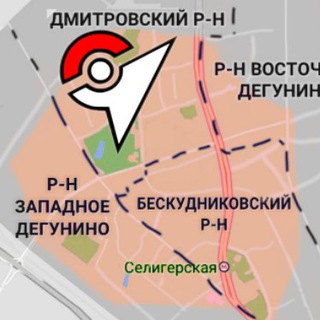 ДМИТРОВСКИЙ Р-Н
Р-Н ВОСТОЧ
ДЕГУНИН
Р-Н
ЗАПАДНОЕ
ДЕГУНИНО
БЕСКУДНИКОВСКИЙ
Р-Н
Селигерская